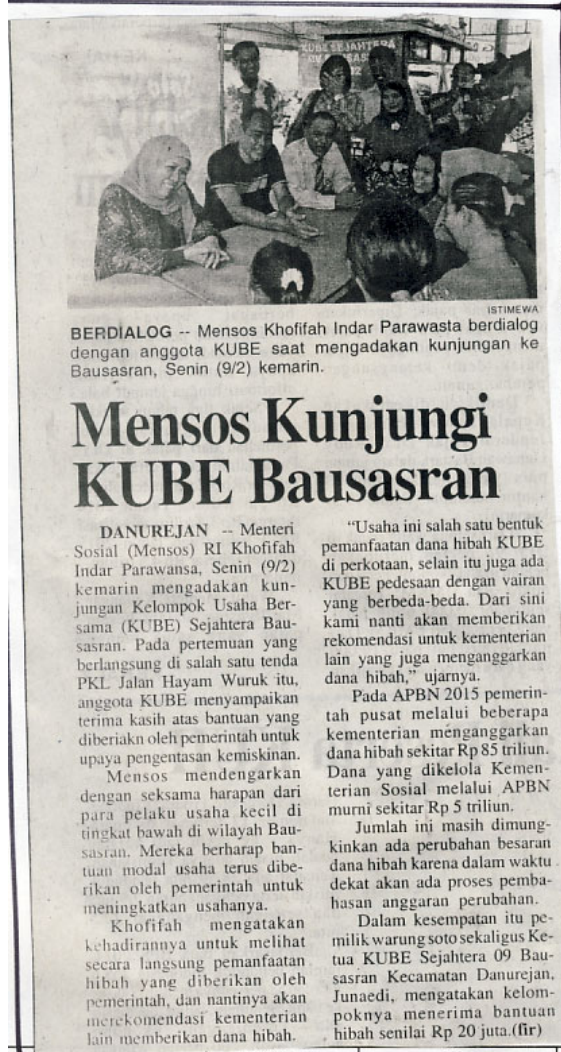 KUBE SEJAHTERA
ISTIMEWA
BERDIALOG -- Mensos Khofifah Indar Parawasta berdialog
dengan anggota KUBE saat mengadakan kunjungan ke
Bausasran, Senin (9/2) kemarin.
Mensos Kunjungi
KUBE Bausasran
DANUREJAN -- Menteri
Sosial (Mensos) RI Khofifah
Indar Parawansa, Senin (9/2)
kemarin mengadakan kun-
jungan Kelompok Usaha Ber-
sama (KUBE) Sejahtera Bau-
sasran. Pada pertemuan yang
berlangsung di salah satu tenda
PKL Jalan Hayam Wuruk itu,
anggota KUBE menyampaikan
terima kasih atas bantuan yang
diberiakn oleh pemerintah untuk
upaya pengentasan kemiskinan.
Mensos mendengarkan
dengan seksama harapan dari
para pelaku usaha kecil di
tingkat bawah di wilayah Bau-
sasran. Mereka berharap ban-
tuan modal usaha terus dibe-
rikan oleh pemerintah untuk
meningkatkan usahanya.
Khofifah mengatakan
kehadirannya untuk melihat
secara langsung pemanfaatan
hibah yang diberikan oleh
pemerintah, dan nantinya akan
merekomendasi kementerian
lain memberikan dana hibah.
"Usaha ini salah satu bentuk
pemanfaatan dana hibah KUBE
di perkotaan, selain itu juga ada
KUBE pedesaan dengan vairan
yang berbeda-beda. Dari sini
kami nanti akan memberikan
rekomendasi untuk kementerian
lain yang juga menganggarkan
dana hibah," ujarnya.
Pada APBN 2015 pemerin-
tah pusat melalui beberapa
kementerian menganggarkan
dana hibah sekitar Rp 85 triliun.
Dana yang dikelola Kemen-
terian Sosial melalui APBN
murni sekitar Rp 5 triliun.
Jumlah ini masih dimung-
kinkan ada perubahan besaran
dana hibah karena dalam waktu
dekat akan ada proses pemba-
hasan anggaran perubahan.
Dalam kesempatan itu pe-
milik warung soto sekaligus Ke-
tua KUBE Sejahtera 09 Bau-
sasran Kecamatan Danurejan,
Junaedi, mengatakan kelom-
poknya menerima bantuan
hibah senilai Rp 20 juta.(fir)